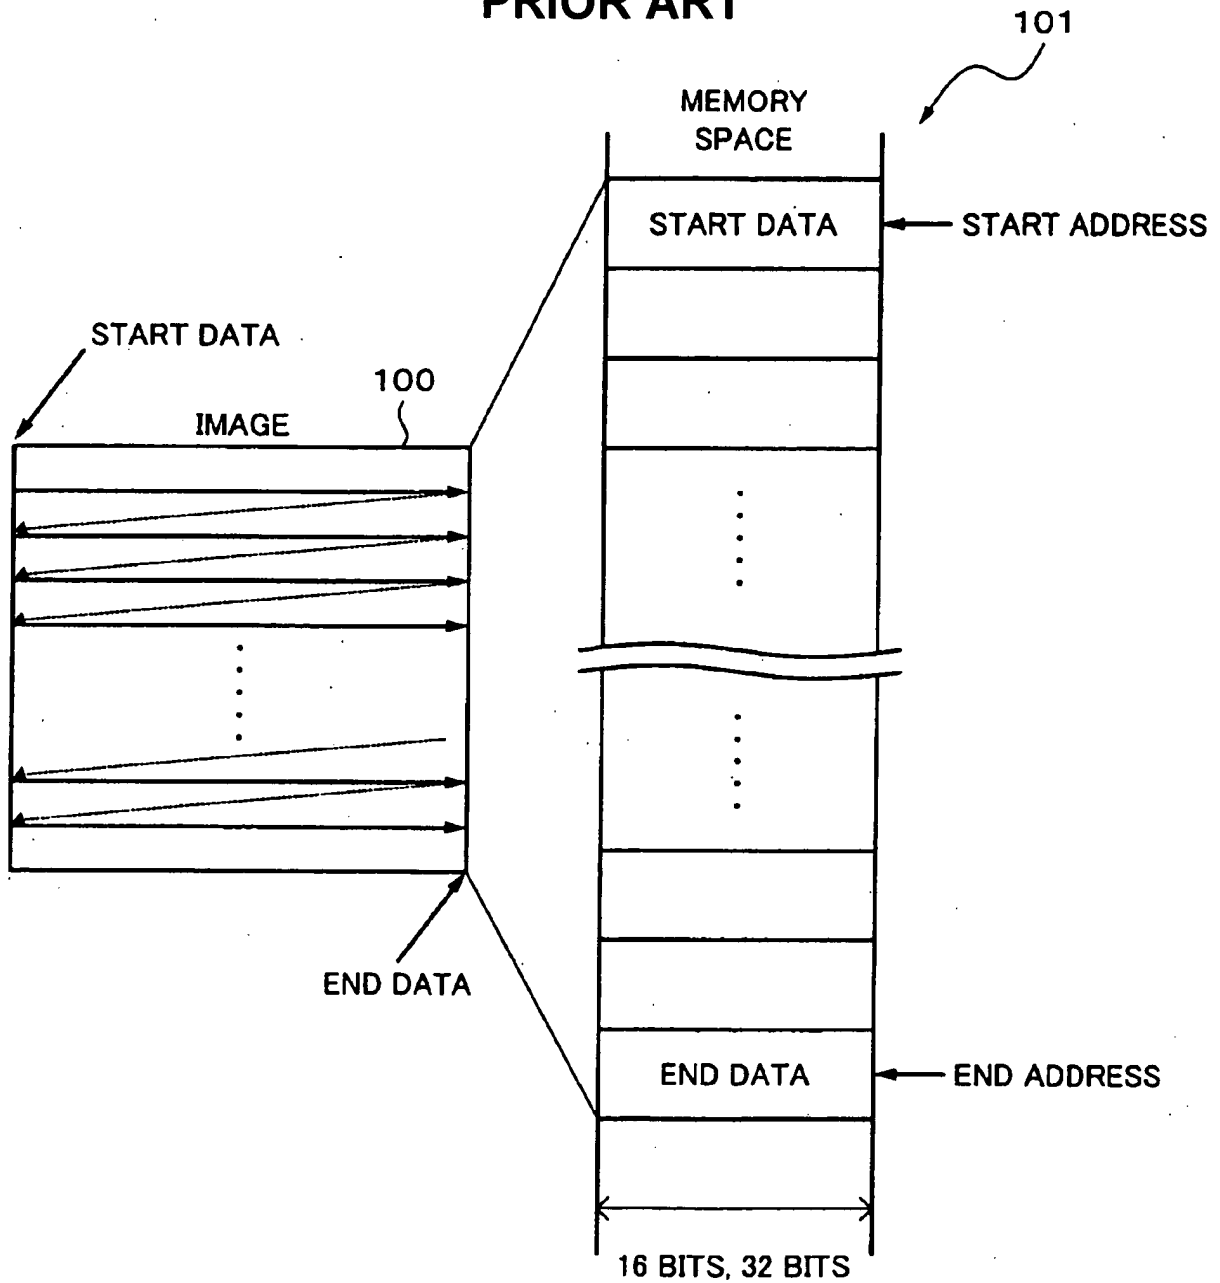 PRIOR ART
101
MEMORY
SPACE
START DATA
START ADDRESS
START DATA
100
IMAGE
END DATA
END DATA
END ADDRESS
16 BITS, 32 BITS